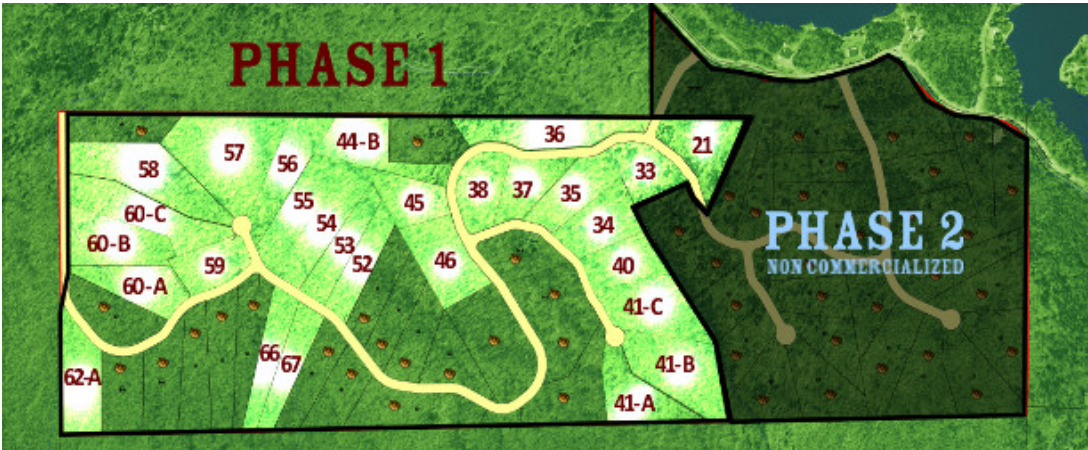 PHASE 1
36
21
44-B
57
56
58
33
38
37
35
55
45
60-C
54
34
PHASE 2
NON COMMERCIALIZED
60-B
53
52
59
46
40
60-A
41-C
66
67
41-B
62-A
41-A